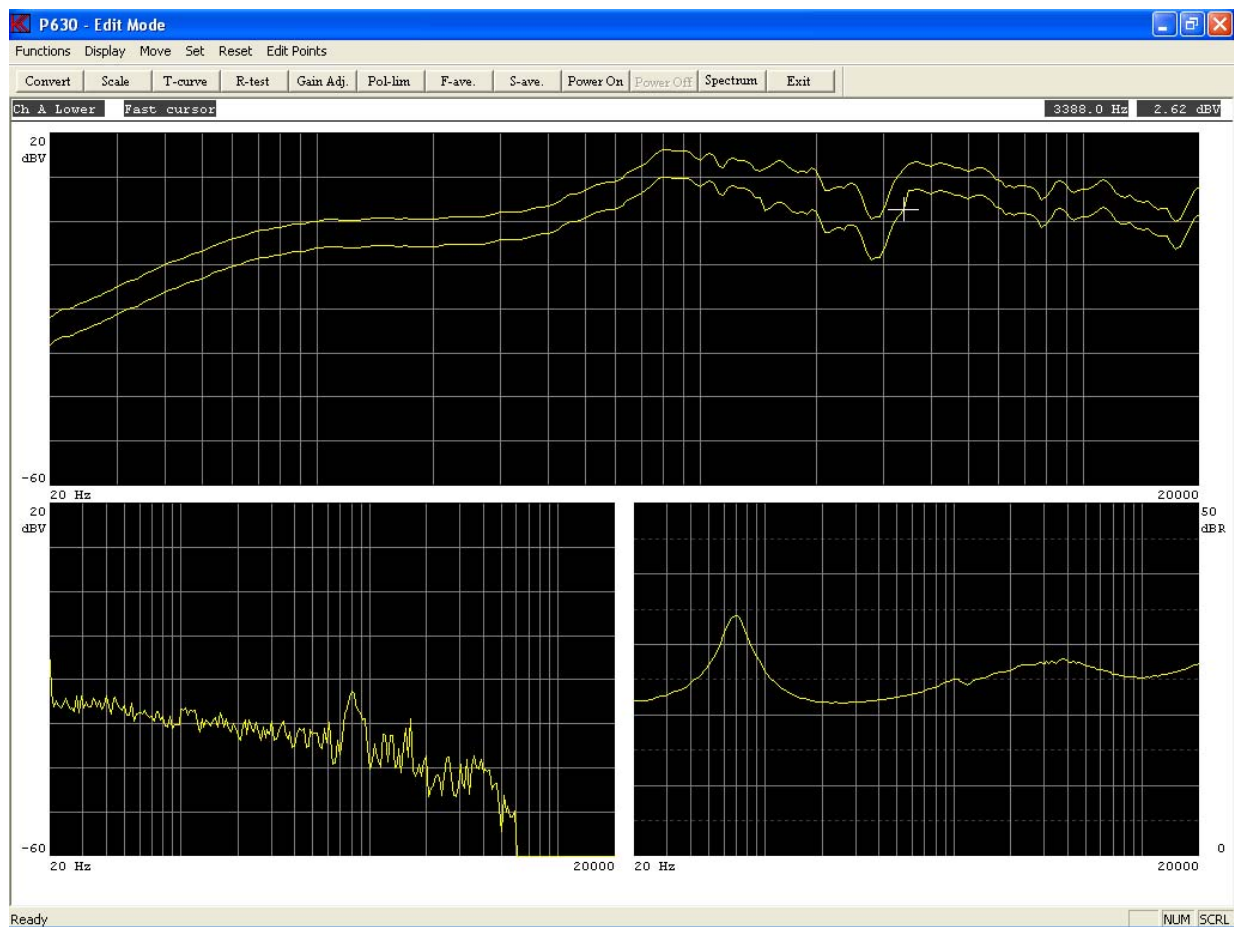 P630 - Edit Mode
Functions Display Move Set Reset Edit Points
Convert Scale T-curve R-test Gain Adj. Pol-lim F-ave. S-ave. Power On Power Off Spectrum Exit
Ch A Lower Fast cursor 3388.0 Hz 2.62 dBV
20
dBV
-60
20 Hz 20000
20 50
dBV dBR
-60 0
20 Hz 20000 20 Hz 20000
Ready NUM SCRL